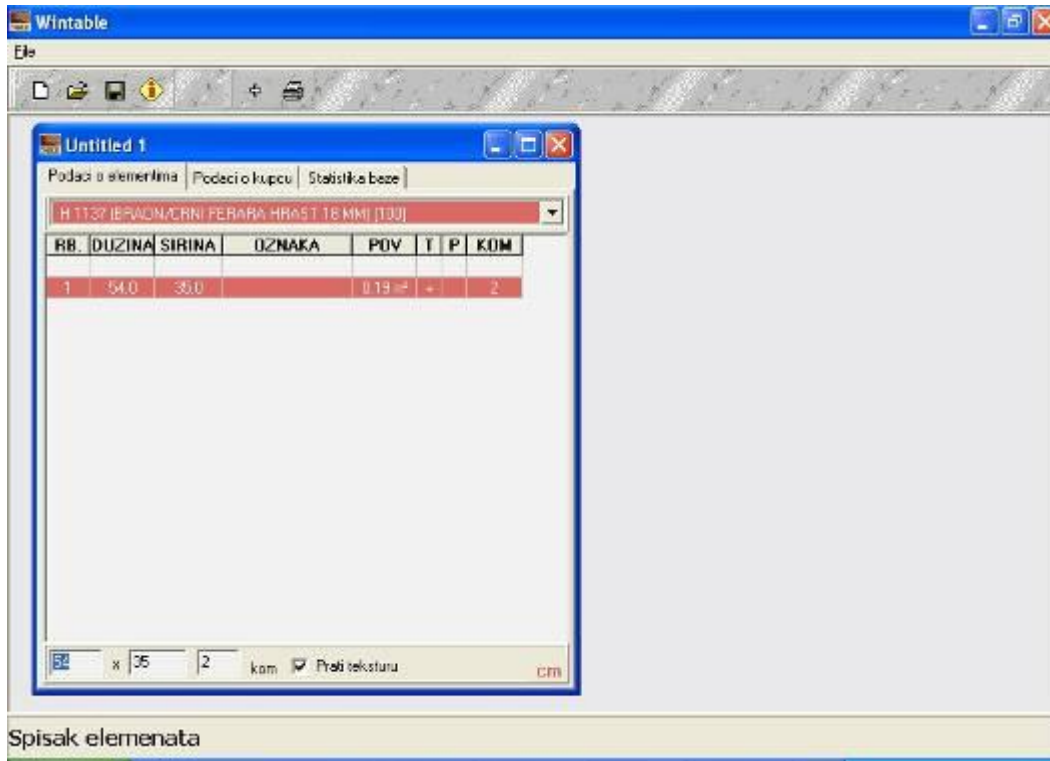 Wintable
File
Untitled 1
Podaci o elementima Podaci o kupcu Statistika baze
H 1137 (BRAON/CRNI FERARA HRAST 18 MM) [100]
RB. DUZINA SIRINA OZNAKA POV T P KOM
1 54.0 35.0 0.19 m² + 2
54 x 35 2 kom Prati teksturu cm
Spisak elemenata